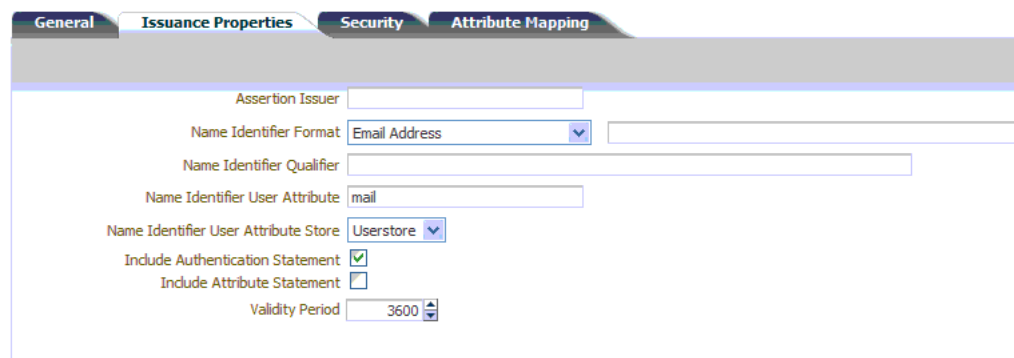 General Issuance Properties Security Attribute Mapping
Assertion Issuer
Name Identifier Format Email Address
Name Identifier Qualifier
Name Identifier User Attribute mail
Name Identifier User Attribute Store Userstore
Include Authentication Statement
Include Attribute Statement
Validity Period 3600